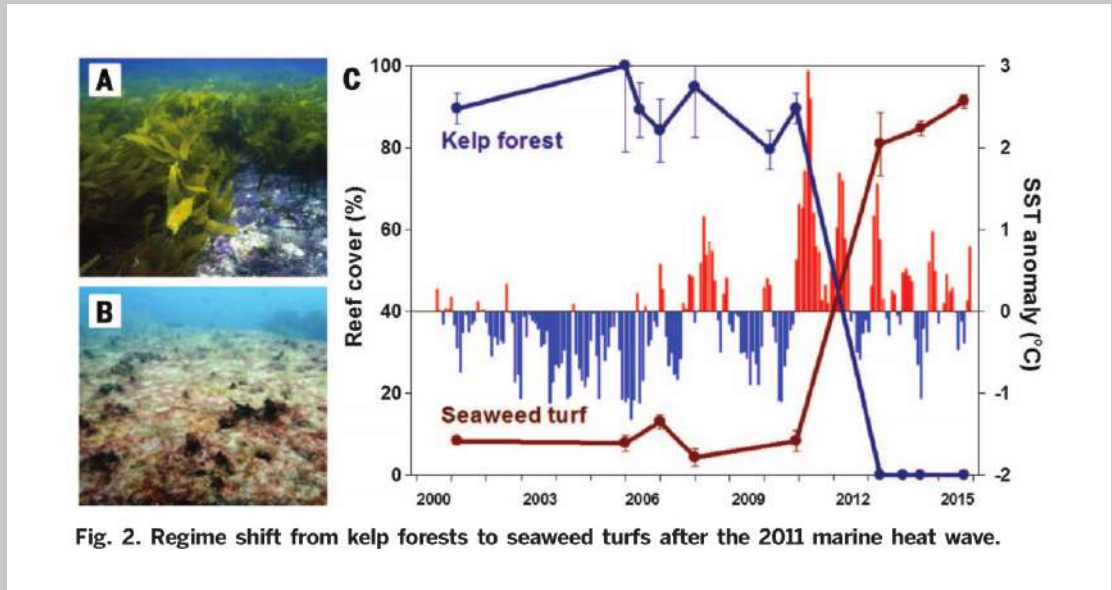 A
B
C
Reef cover (%)
100
80
60
40
20
0
Kelp forest
Seaweed turf
3
2
1
0
-1
-2
SST anomaly (°C)
2000 2003 2006 2009 2012 2015
Fig. 2. Regime shift from kelp forests to seaweed turfs after the 2011 marine heat wave.